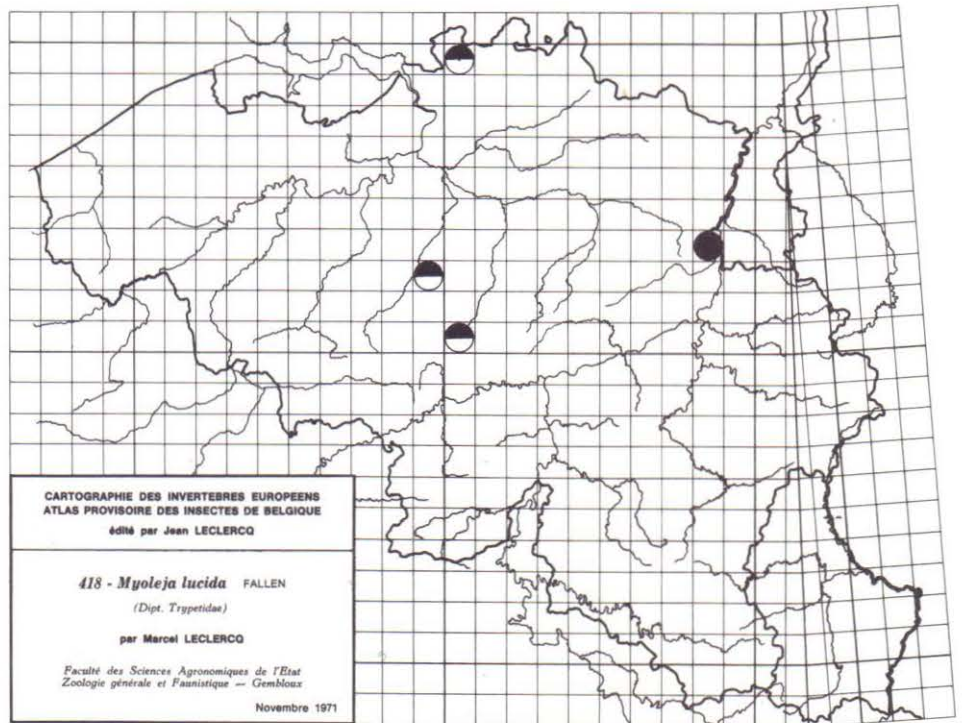 CARTOGRAPHIE DES INVERTEBRES EUROPEENS
ATLAS PROVISOIRE DES INSECTES DE BELGIQUE
édité par Jean LECLERCQ
418 - Myoleja lucida FALLEN
(Dipt. Trypetidae)
par Marcel LECLERCQ
Faculté des Sciences Agronomiques de l'Etat
Zoologie générale et Faunistique — Gembloux
Novembre 1971